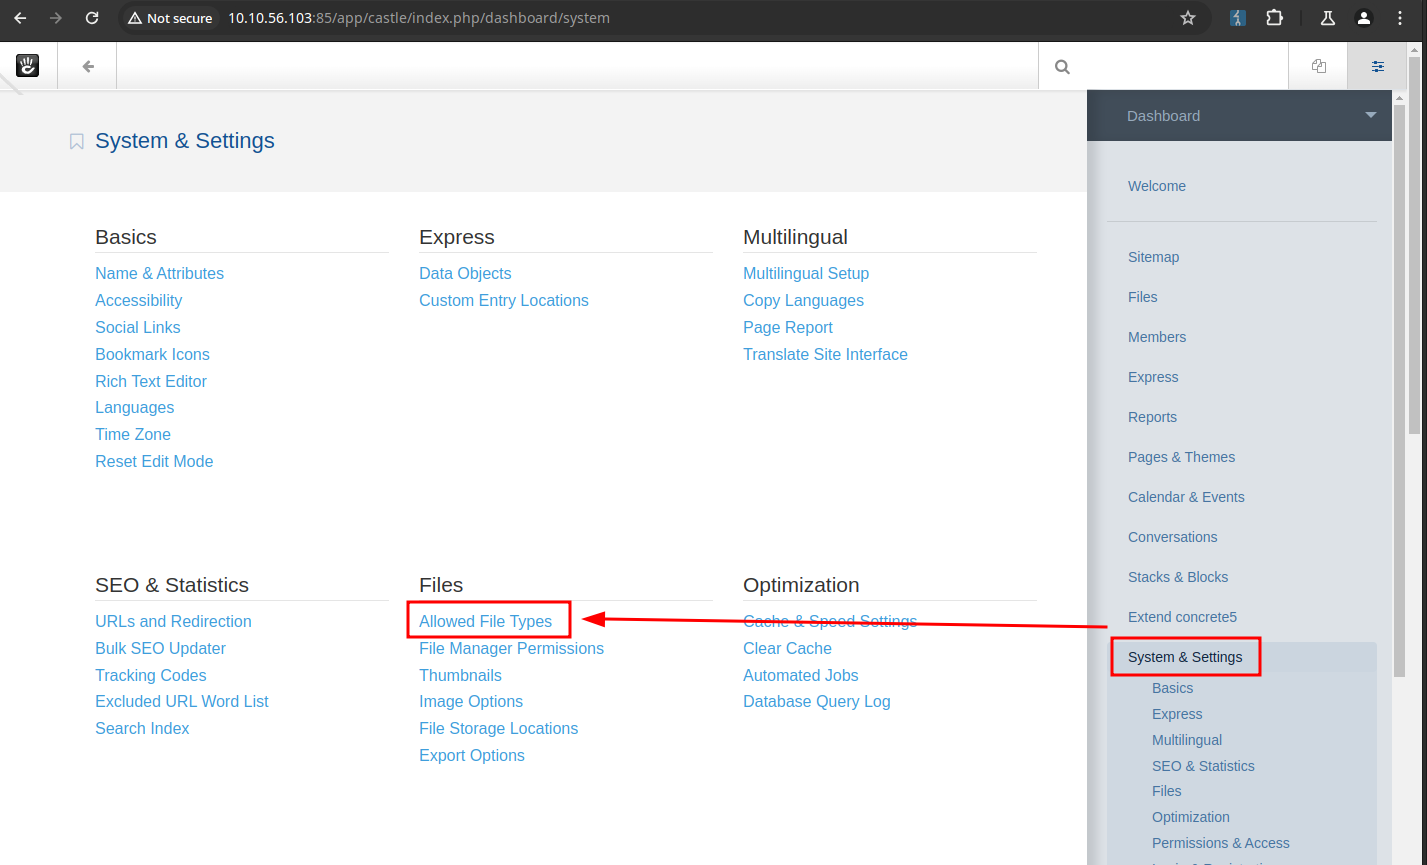 Not secure 10.10.56.103:85/app/castle/index.php/dashboard/system
Dashboard
System & Settings
Basics
Name & Attributes
Accessibility
Social Links
Bookmark Icons
Rich Text Editor
Languages
Time Zone
Reset Edit Mode
Express
Data Objects
Custom Entry Locations
Multilingual
Multilingual Setup
Copy Languages
Page Report
Translate Site Interface
SEO & Statistics
URLs and Redirection
Bulk SEO Updater
Tracking Codes
Excluded URL Word List
Search Index
Files
Allowed File Types
File Manager Permissions
Thumbnails
Image Options
File Storage Locations
Export Options
Optimization
Cache & Speed Settings
Clear Cache
Automated Jobs
Database Query Log
Welcome
Sitemap
Files
Members
Express
Reports
Pages & Themes
Calendar & Events
Conversations
Stacks & Blocks
Extend concrete5
System & Settings
Basics
Express
Multilingual
SEO & Statistics
Files
Optimization
Permissions & Access